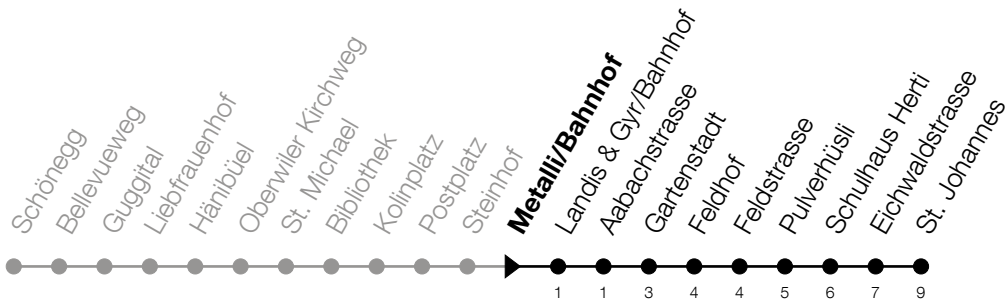 Schönegg
Bellevueweg
Guggital
Liebfrauenhof
Hänibüel
Oberwiler Kirchweg
St. Michael
Bibliothek
Kolinplatz
Postplatz
Steinhof
Metalli/Bahnhof
Landis & Gyr/Bahnhof
Aabachstrasse
Gartenstadt
Feldhof
Feldstrasse
Pulverhüsli
Schulhaus Herti
Eichwaldstrasse
St. Johannes
1 1 3 4 4 5 6 7 9